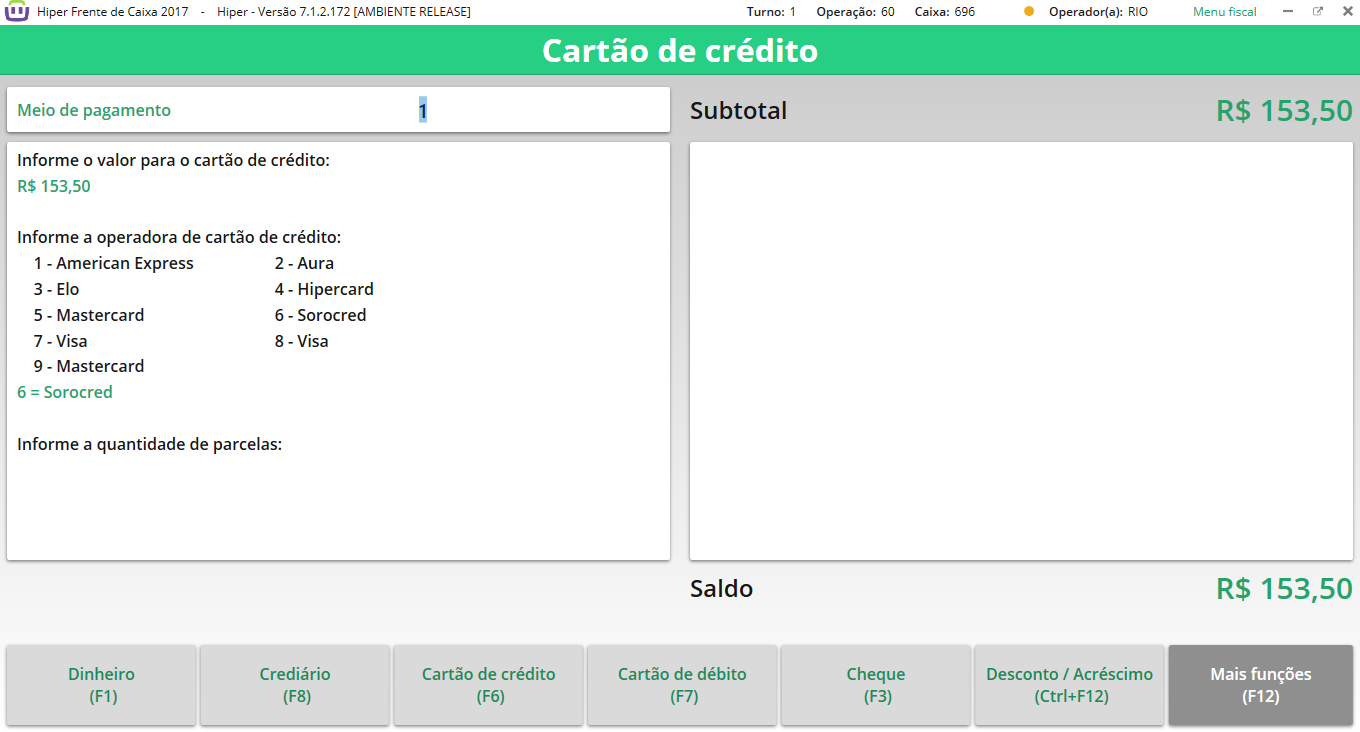 Hiper Frente de Caixa 2017 - Hiper - Versão 7.1.2.172 [AMBIENTE RELEASE] Turno: 1 Operação: 60 Caixa: 696 Operador(a): RIO Menu fiscal
Cartão de crédito
Meio de pagamento 1
Subtotal R$ 153,50
Informe o valor para o cartão de crédito:
R$ 153,50
Informe a operadora de cartão de crédito:
1 - American Express 2 - Aura
3 - Elo 4 - Hipercard
5 - Mastercard 6 - Sorocred
7 - Visa 8 - Visa
9 - Mastercard
6 = Sorocred
Informe a quantidade de parcelas:
Saldo R$ 153,50
Dinheiro
(F1)
Crediário
(F8)
Cartão de crédito
(F6)
Cartão de débito
(F7)
Cheque
(F3)
Desconto / Acréscimo
(Ctrl+F12)
Mais funções
(F12)